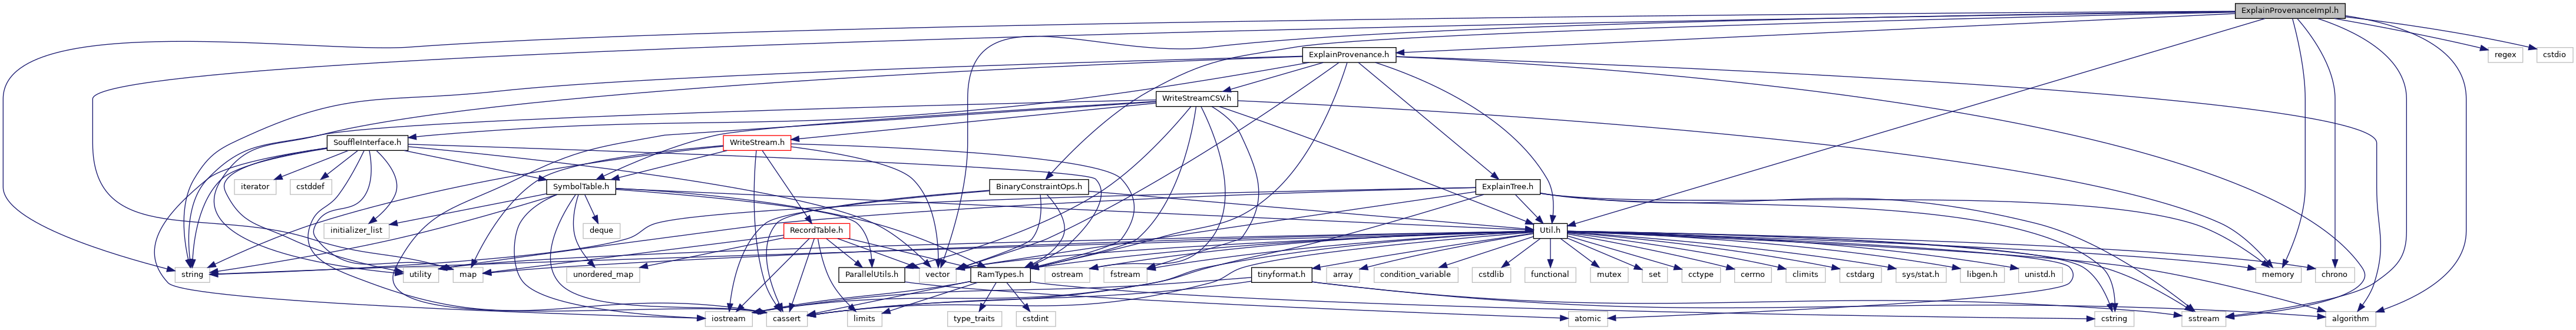 ExplainProvenanceImpl.h
ExplainProvenance.h
regex
cstdio
WriteStreamCSV.h
SouffleInterface.h
WriteStream.h
iterator
cstddef
SymbolTable.h
BinaryConstraintOps.h
ExplainTree.h
initializer_list
deque
RecordTable.h
Util.h
string
utility
map
unordered_map
ParallelUtils.h
vector
RamTypes.h
ostream
fstream
tinyformat.h
array
condition_variable
cstdlib
functional
mutex
set
cctype
cerrno
climits
cstdarg
sys/stat.h
libgen.h
unistd.h
memory
chrono
iostream
cassert
limits
type_traits
cstdint
atomic
cstring
sstream
algorithm